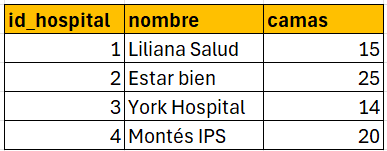 id_hospital nombre camas
1 Liliana Salud 15
2 Estar bien 25
3 York Hospital 14
4 Montés IPS 20